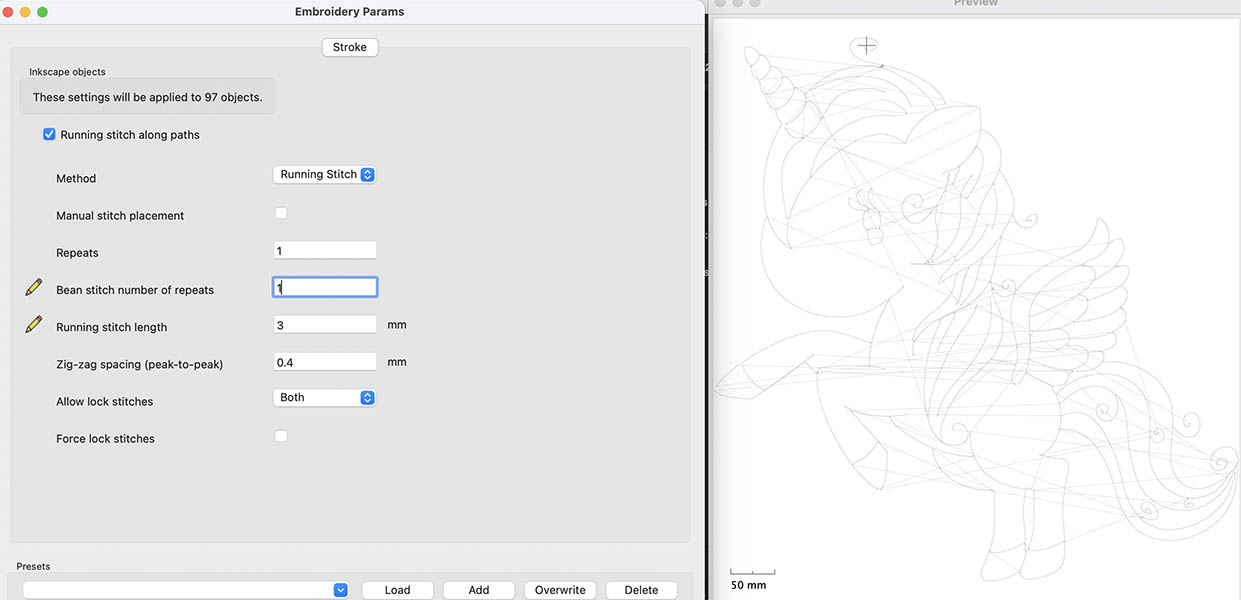 Embroidery Params
Preview
Stroke
Inkscape objects
These settings will be applied to 97 objects.
Running stitch along paths
Method Running Stitch
Manual stitch placement
Repeats 1
Bean stitch number of repeats 1
Running stitch length 3 mm
Zig-zag spacing (peak-to-peak) 0.4 mm
Allow lock stitches Both
Force lock stitches
Presets
Load Add Overwrite Delete
50 mm